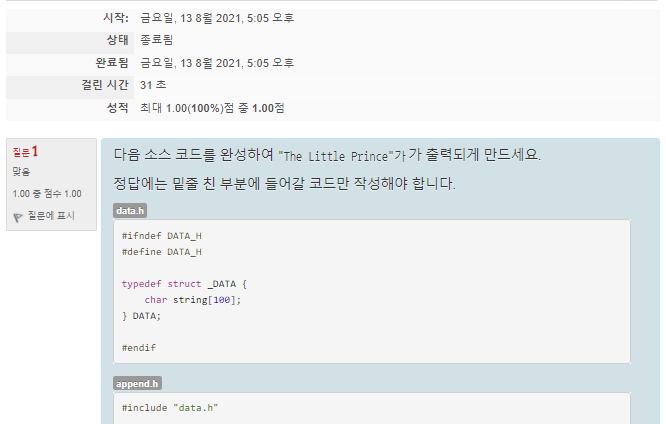 시작: 금요일, 13 8월 2021, 5:05 오후
상태 종료됨
완료됨 금요일, 13 8월 2021, 5:05 오후
걸린 시간 31 초
성적 최대 1.00(100%)점 중 1.00점
질문 1
맞음
1.00 중 점수 1.00
질문에 표시
다음 소스 코드를 완성하여 "The Little Prince"가 가 출력되게 만드세요.
정답에는 밑줄 친 부분에 들어갈 코드만 작성해야 합니다.
data.h
#ifndef DATA_H
#define DATA_H
typedef struct _DATA {
    char string[100];
} DATA;
#endif
append.h
#include "data.h"